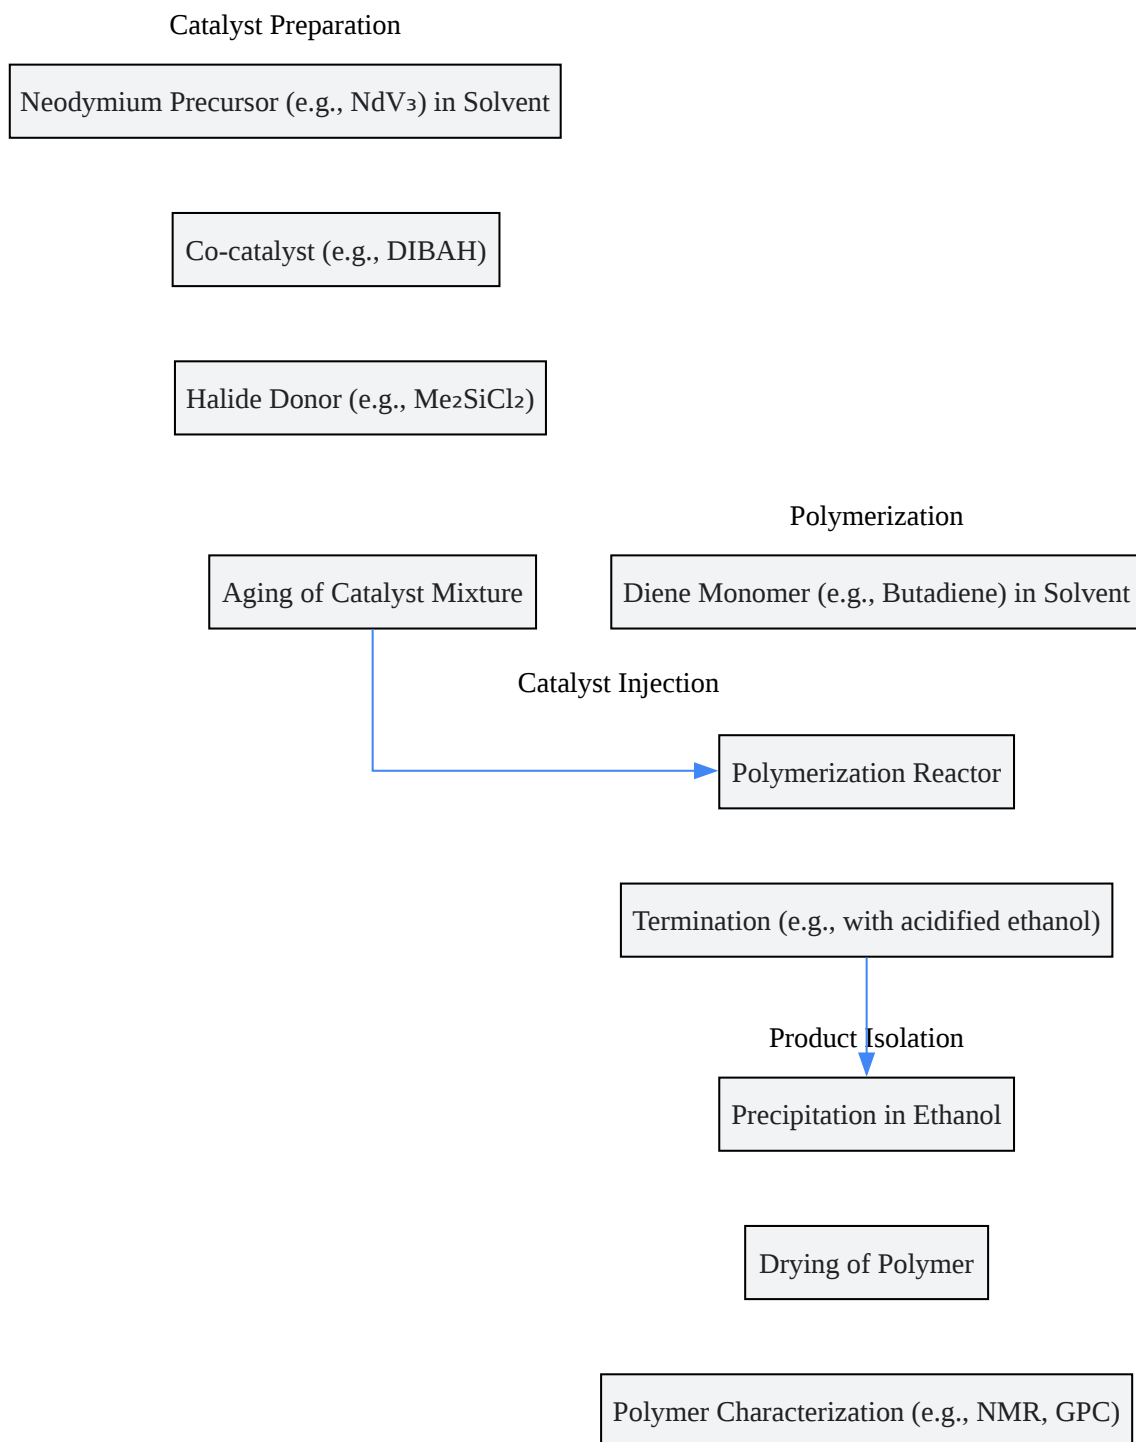 Catalyst Preparation
Neodymium Precursor (e.g., NdV₃) in Solvent
Co-catalyst (e.g., DIBAH)
Halide Donor (e.g., Me₂SiCl₂)
Polymerization
Aging of Catalyst Mixture
Diene Monomer (e.g., Butadiene) in Solvent
Catalyst Injection
Polymerization Reactor
Termination (e.g., with acidified ethanol)
Product Isolation
Precipitation in Ethanol
Drying of Polymer
Polymer Characterization (e.g., NMR, GPC)